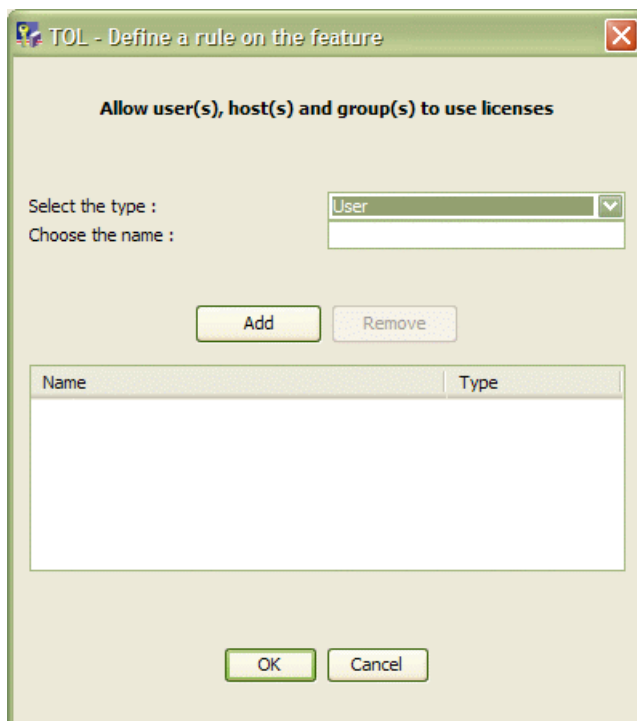 TOL - Define a rule on the feature
Allow user(s), host(s) and group(s) to use licenses
Select the type : User
Choose the name :
Add Remove
Name Type
OK Cancel